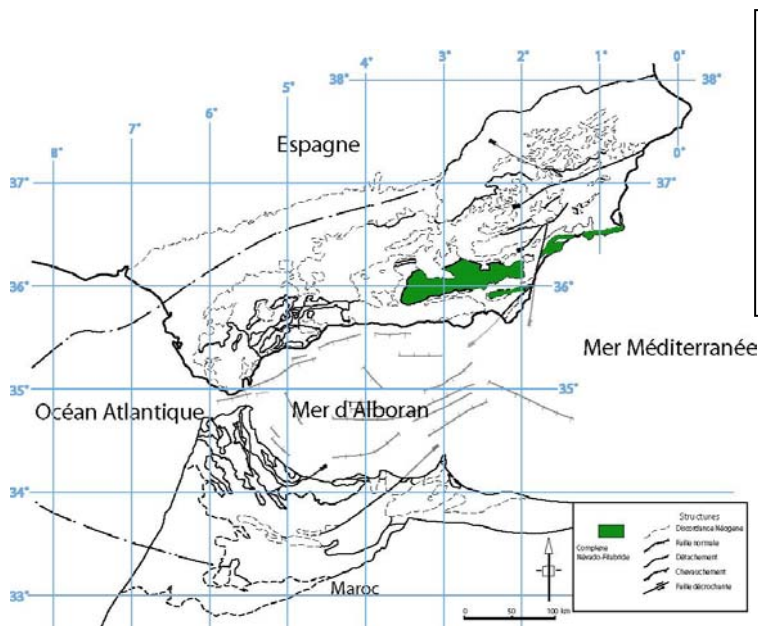 0°
1°
2°
3°
4°
38°
38°
5°
6°
7°
8°
Espagne
0°
37°
37°
36°
36°
Mer Méditerranée
35°
35°
Océan Atlantique
Mer d'Alboran
34°
33°
Maroc
Structures
Discordance Néogène
Faille normale
Détachement
Chevauchement
Faille décrochante
Complexe
Névado-Filabride
0 50 100 km